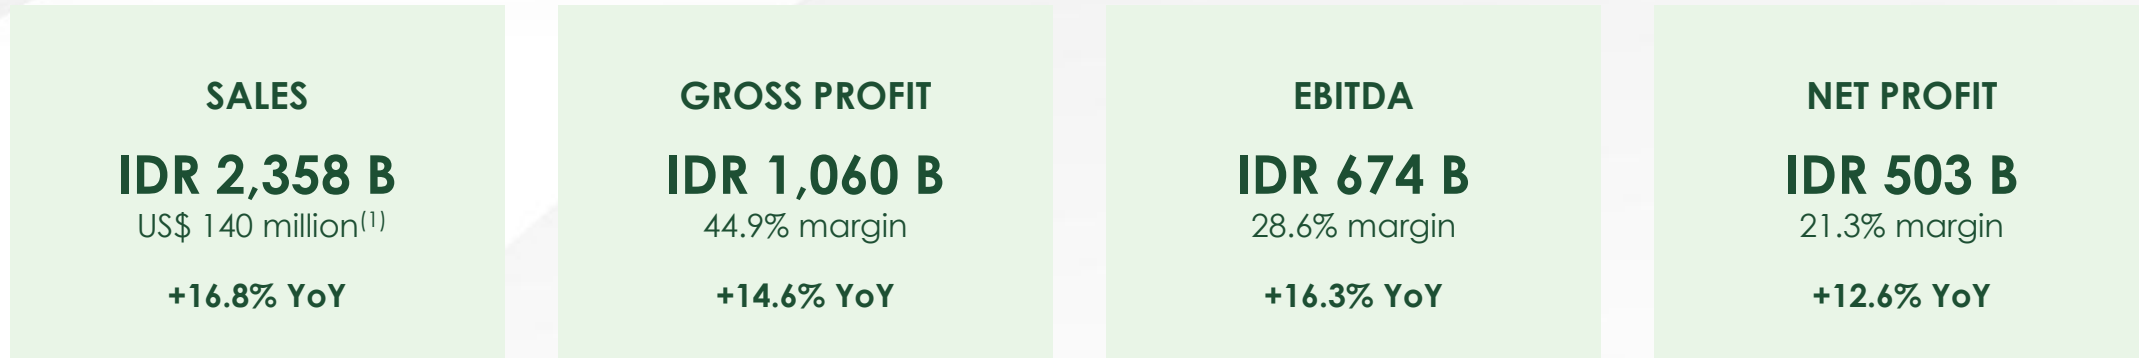 SALES
IDR 2,358 B
US$ 140 million(1)
+16.8% YoY
GROSS PROFIT
IDR 1,060 B
44.9% margin
+14.6% YoY
EBITDA
IDR 674 B
28.6% margin
+16.3% YoY
NET PROFIT
IDR 503 B
21.3% margin
+12.6% YoY